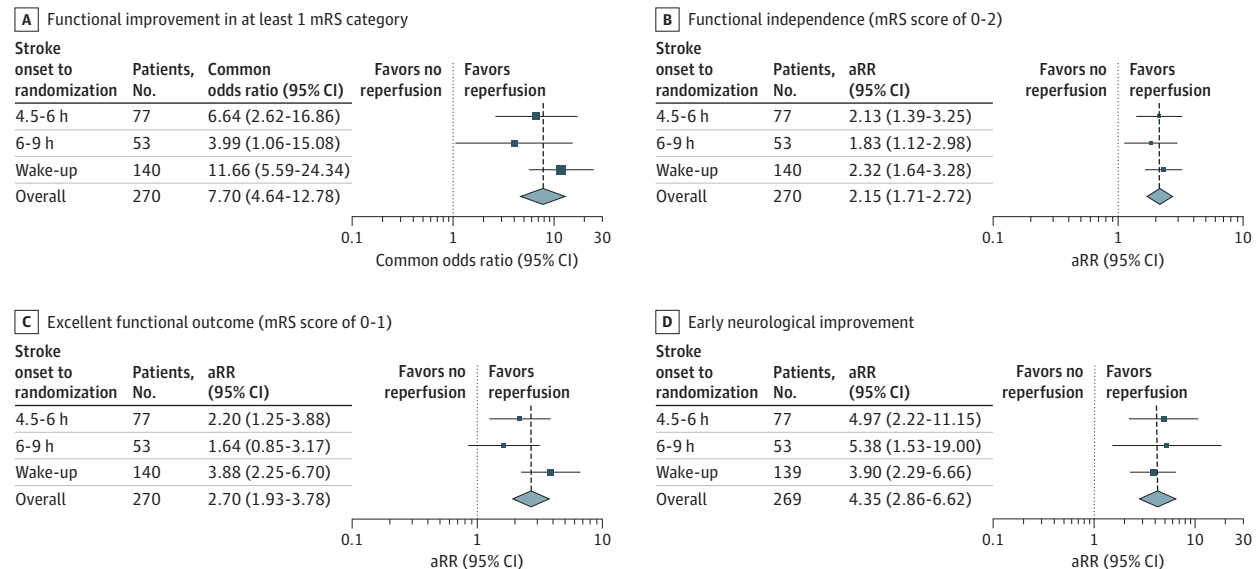 A Functional improvement in at least 1 mRS category
Stroke
onset to Patients, Common Favors no Favors
randomization No. odds ratio (95% CI) reperfusion reperfusion
4.5-6 h 77 6.64 (2.62-16.86)
6-9 h 53 3.99 (1.06-15.08)
Wake-up 140 11.66 (5.59-24.34)
Overall 270 7.70 (4.64-12.78)
0.1 1 10 30
Common odds ratio (95% CI)
B Functional independence (mRS score of 0-2)
Stroke
onset to Patients, aRR Favors no Favors
randomization No. (95% CI) reperfusion reperfusion
4.5-6 h 77 2.13 (1.39-3.25)
6-9 h 53 1.83 (1.12-2.98)
Wake-up 140 2.32 (1.64-3.28)
Overall 270 2.15 (1.71-2.72)
0.1 1 10
aRR (95% CI)
C Excellent functional outcome (mRS score of 0-1)
Stroke
onset to Patients, aRR Favors no Favors
randomization No. (95% CI) reperfusion reperfusion
4.5-6 h 77 2.20 (1.25-3.88)
6-9 h 53 1.64 (0.85-3.17)
Wake-up 140 3.88 (2.25-6.70)
Overall 270 2.70 (1.93-3.78)
0.1 1 10
aRR (95% CI)
D Early neurological improvement
Stroke
onset to Patients, aRR Favors no Favors
randomization No. (95% CI) reperfusion reperfusion
4.5-6 h 77 4.97 (2.22-11.15)
6-9 h 53 5.38 (1.53-19.00)
Wake-up 139 3.90 (2.29-6.66)
Overall 269 4.35 (2.86-6.62)
0.1 1 10 30
aRR (95% CI)